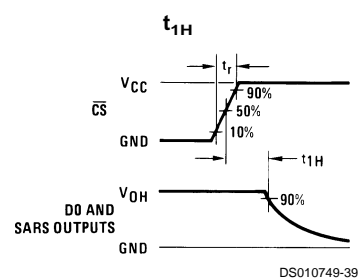 t1H
tr
VCC
90%
CS
50%
10%
GND
t1H
VOH
90%
D0 AND
SARS OUTPUTS
GND
DS010749-39